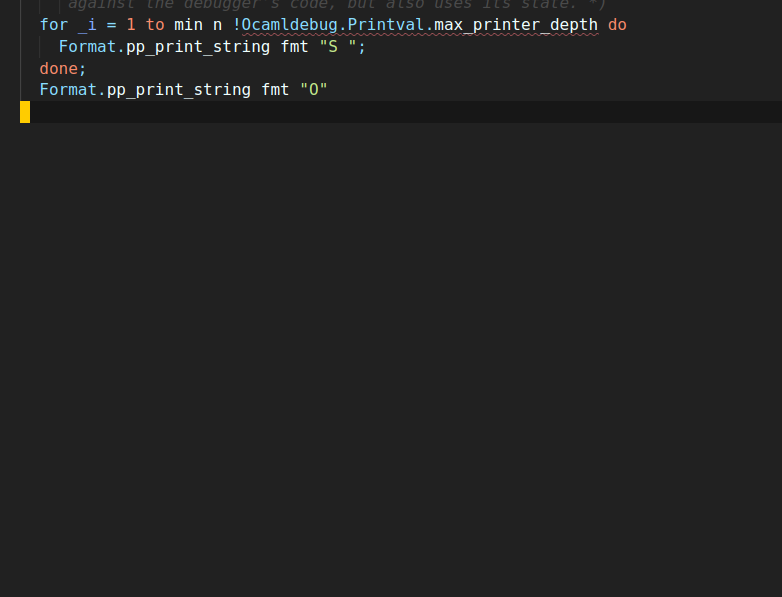 against the debugger's code, but also uses its state. *)
for _i = 1 to min n !Ocamldebug.Printval.max_printer_depth do
Format.pp_print_string fmt "S ";
done;
Format.pp_print_string fmt "O"